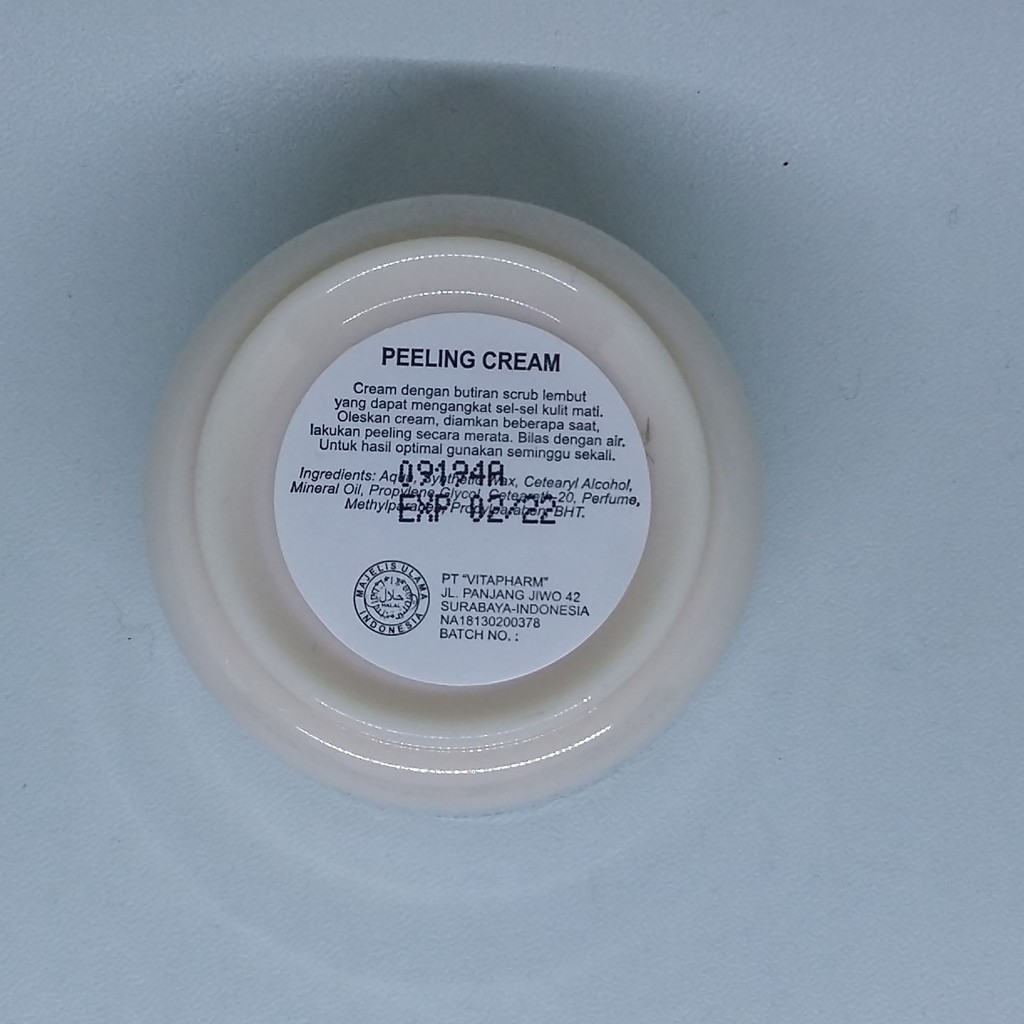 PEELING CREAM
Cream dengan butiran scrub lembut
yang dapat mengangkat sel-sel kulit mati.
Oleskan cream, diamkan beberapa saat,
lakukan peeling secara merata. Bilas dengan air.
Untuk hasil optimal gunakan seminggu sekali.
09194A
Ingredients: Aqua, Synthetic Wax, Cetearyl Alcohol,
Mineral Oil, Propylene Glycol, Ceteareth-20, Perfume,
EXP 02/22
Methylparaben, Propylparaben, BHT.
MAJELIS ULAMA
حلال
HALAL
INDONESIA
PT "VITAPHARM"
JL. PANJANG JIWO 42
SURABAYA-INDONESIA
NA18130200378
BATCH NO. :